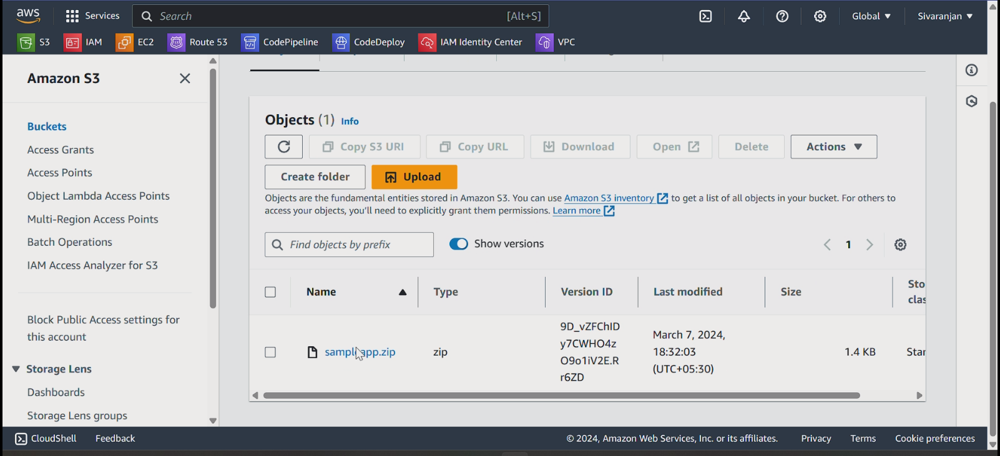 aws
Services
Search
[Alt+S]
Global
Sivaranjan
S3
IAM
EC2
Route 53
CodePipeline
CodeDeploy
IAM Identity Center
VPC
Amazon S3
Buckets
Access Grants
Access Points
Object Lambda Access Points
Multi-Region Access Points
Batch Operations
IAM Access Analyzer for S3
Block Public Access settings for
this account
Storage Lens
Dashboards
Storage Lens groups
Objects (1) Info
Copy S3 URI
Copy URL
Download
Open
Delete
Actions
Create folder
Upload
Objects are the fundamental entities stored in Amazon S3. You can use Amazon S3 inventory to get a list of all objects in your bucket. For others to
access your objects, you'll need to explicitly grant them permissions. Learn more
Find objects by prefix
Show versions
1
Name
Type
Version ID
Last modified
Size
Sto
clas
sampleapp.zip
zip
9D_vZFChID
y7CWHO4z
O9o1iV2E.R
r6ZD
March 7, 2024,
18:32:03
(UTC+05:30)
1.4 KB
Star
CloudShell
Feedback
© 2024, Amazon Web Services, Inc. or its affiliates.
Privacy
Terms
Cookie preferences